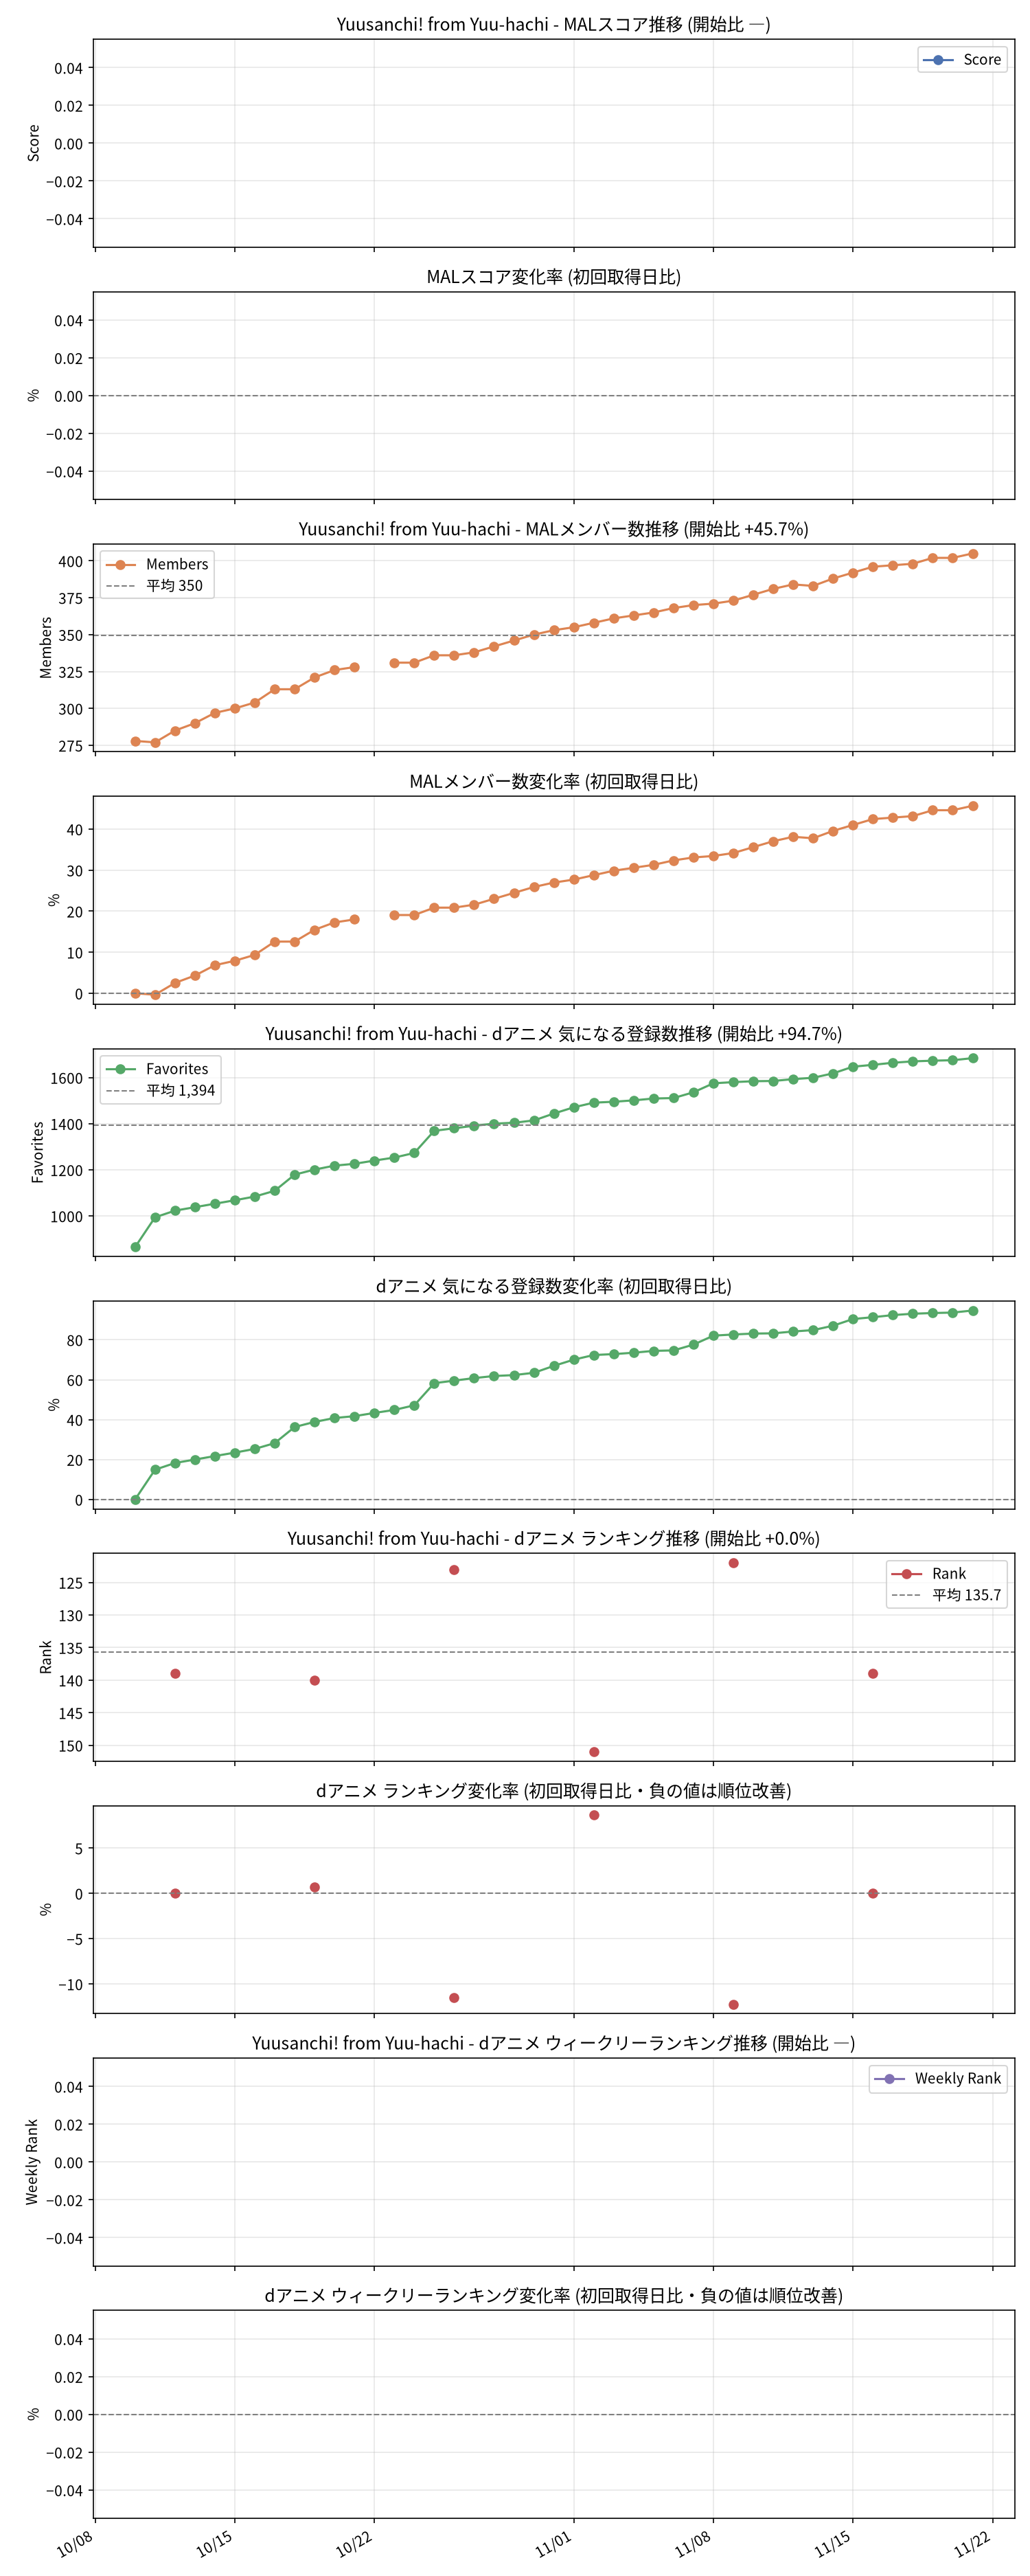 Yuusanchi! from Yuu-hachi - MALスコア推移 (開始比 —)
Score
0.04
0.02
0.00
−0.02
−0.04
Score
MALスコア変化率 (初回取得日比)
0.04
0.02
0.00
−0.02
−0.04
%
Yuusanchi! from Yuu-hachi - MALメンバー数推移 (開始比 +45.7%)
Members
平均 350
400
375
350
325
300
275
Members
MALメンバー数変化率 (初回取得日比)
40
30
20
10
0
%
Yuusanchi! from Yuu-hachi - dアニメ 気になる登録数推移 (開始比 +94.7%)
Favorites
平均 1,394
1600
1400
1200
1000
Favorites
dアニメ 気になる登録数変化率 (初回取得日比)
80
60
40
20
0
%
Yuusanchi! from Yuu-hachi - dアニメ ランキング推移 (開始比 +0.0%)
Rank
平均 135.7
125
130
135
140
145
150
Rank
dアニメ ランキング変化率 (初回取得日比・負の値は順位改善)
5
0
−5
−10
%
Yuusanchi! from Yuu-hachi - dアニメ ウィークリーランキング推移 (開始比 —)
Weekly Rank
0.04
0.02
0.00
−0.02
−0.04
Weekly Rank
dアニメ ウィークリーランキング変化率 (初回取得日比・負の値は順位改善)
0.04
0.02
0.00
−0.02
−0.04
%
10/08
10/15
10/22
11/01
11/08
11/15
11/22